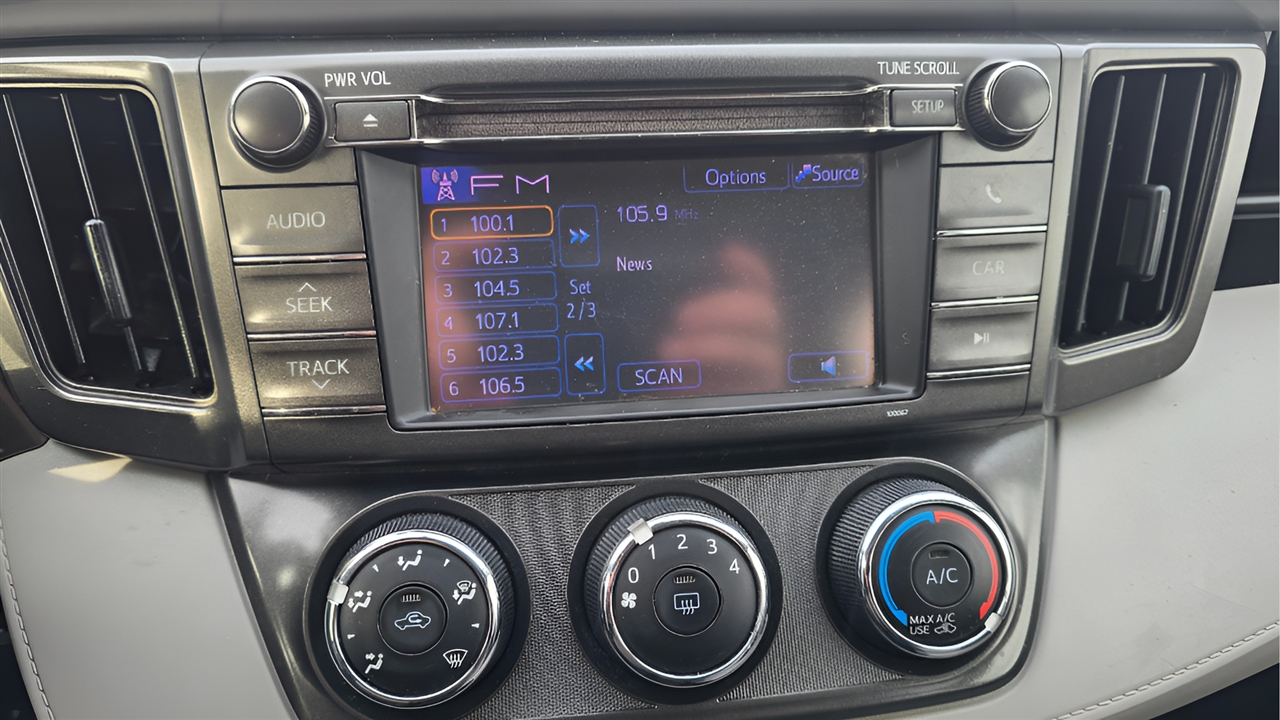 PWR VOL
TUNE SCROLL
SETUP
FM
Options
Source
AUDIO
1 100.1
105.9 MHz
2 102.3
News
CAR
SEEK
3 104.5
Set
2/3
4 107.1
TRACK
5 102.3
6 106.5
SCAN
0 1 2 3 4
A/C
MAX A/C
USE